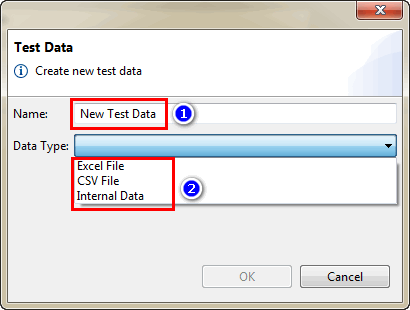 Test Data
Create new test data
Name: New Test Data 1
Data Type:
Excel File
CSV File
Internal Data
2
OK Cancel